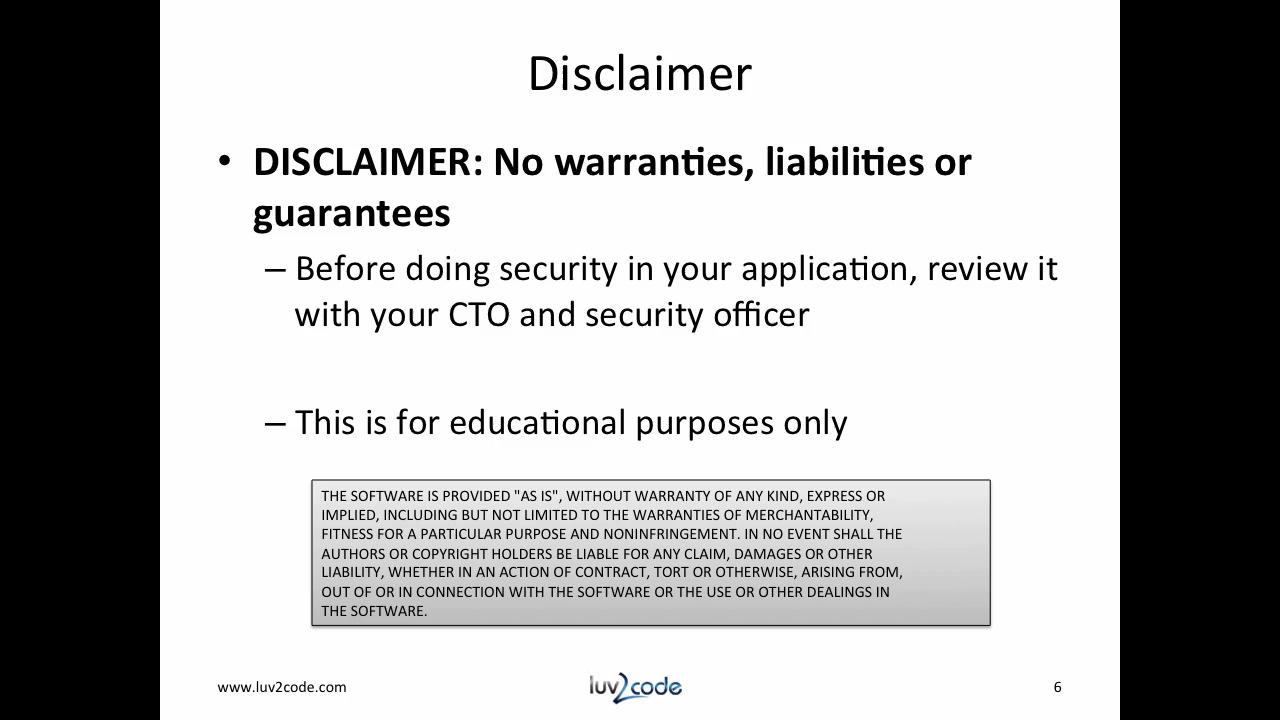 Disclaimer
• DISCLAIMER: No warranties, liabilities or
guarantees
– Before doing security in your application, review it
with your CTO and security officer
– This is for educational purposes only
THE SOFTWARE IS PROVIDED "AS IS", WITHOUT WARRANTY OF ANY KIND, EXPRESS OR
IMPLIED, INCLUDING BUT NOT LIMITED TO THE WARRANTIES OF MERCHANTABILITY,
FITNESS FOR A PARTICULAR PURPOSE AND NONINFRINGEMENT. IN NO EVENT SHALL THE
AUTHORS OR COPYRIGHT HOLDERS BE LIABLE FOR ANY CLAIM, DAMAGES OR OTHER
LIABILITY, WHETHER IN AN ACTION OF CONTRACT, TORT OR OTHERWISE, ARISING FROM,
OUT OF OR IN CONNECTION WITH THE SOFTWARE OR THE USE OR OTHER DEALINGS IN
THE SOFTWARE.
www.luv2code.com luv2code 6